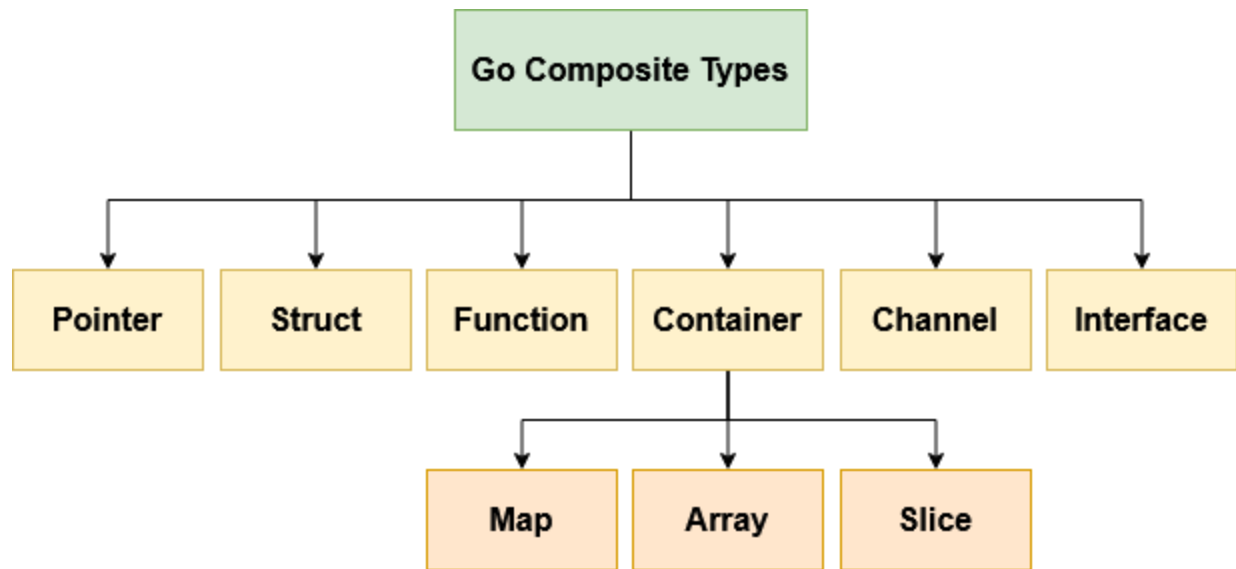 Go Composite Types
Pointer
Struct
Function
Container
Channel
Interface
Map
Array
Slice